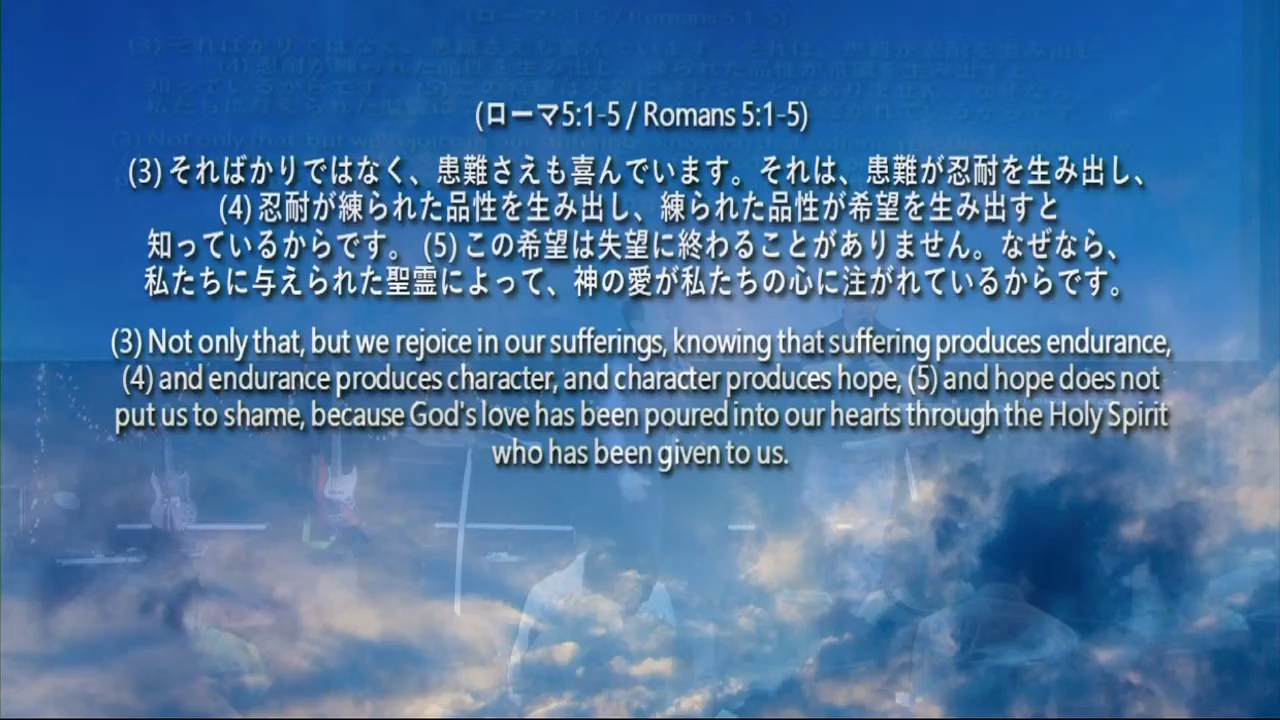 (ローマ5:1-5 / Romans 5:1-5)
(3) そればかりではなく、患難さえも喜んでいます。それは、患難が忍耐を生み出し、
(4) 忍耐が練られた品性を生み出し、練られた品性が希望を生み出すと
知っているからです。 (5) この希望は失望に終わることがありません。なぜなら、
私たちに与えられた聖霊によって、神の愛が私たちの心に注がれているからです。
(3) Not only that, but we rejoice in our sufferings, knowing that suffering produces endurance,
(4) and endurance produces character, and character produces hope, (5) and hope does not
put us to shame, because God's love has been poured into our hearts through the Holy Spirit
who has been given to us.